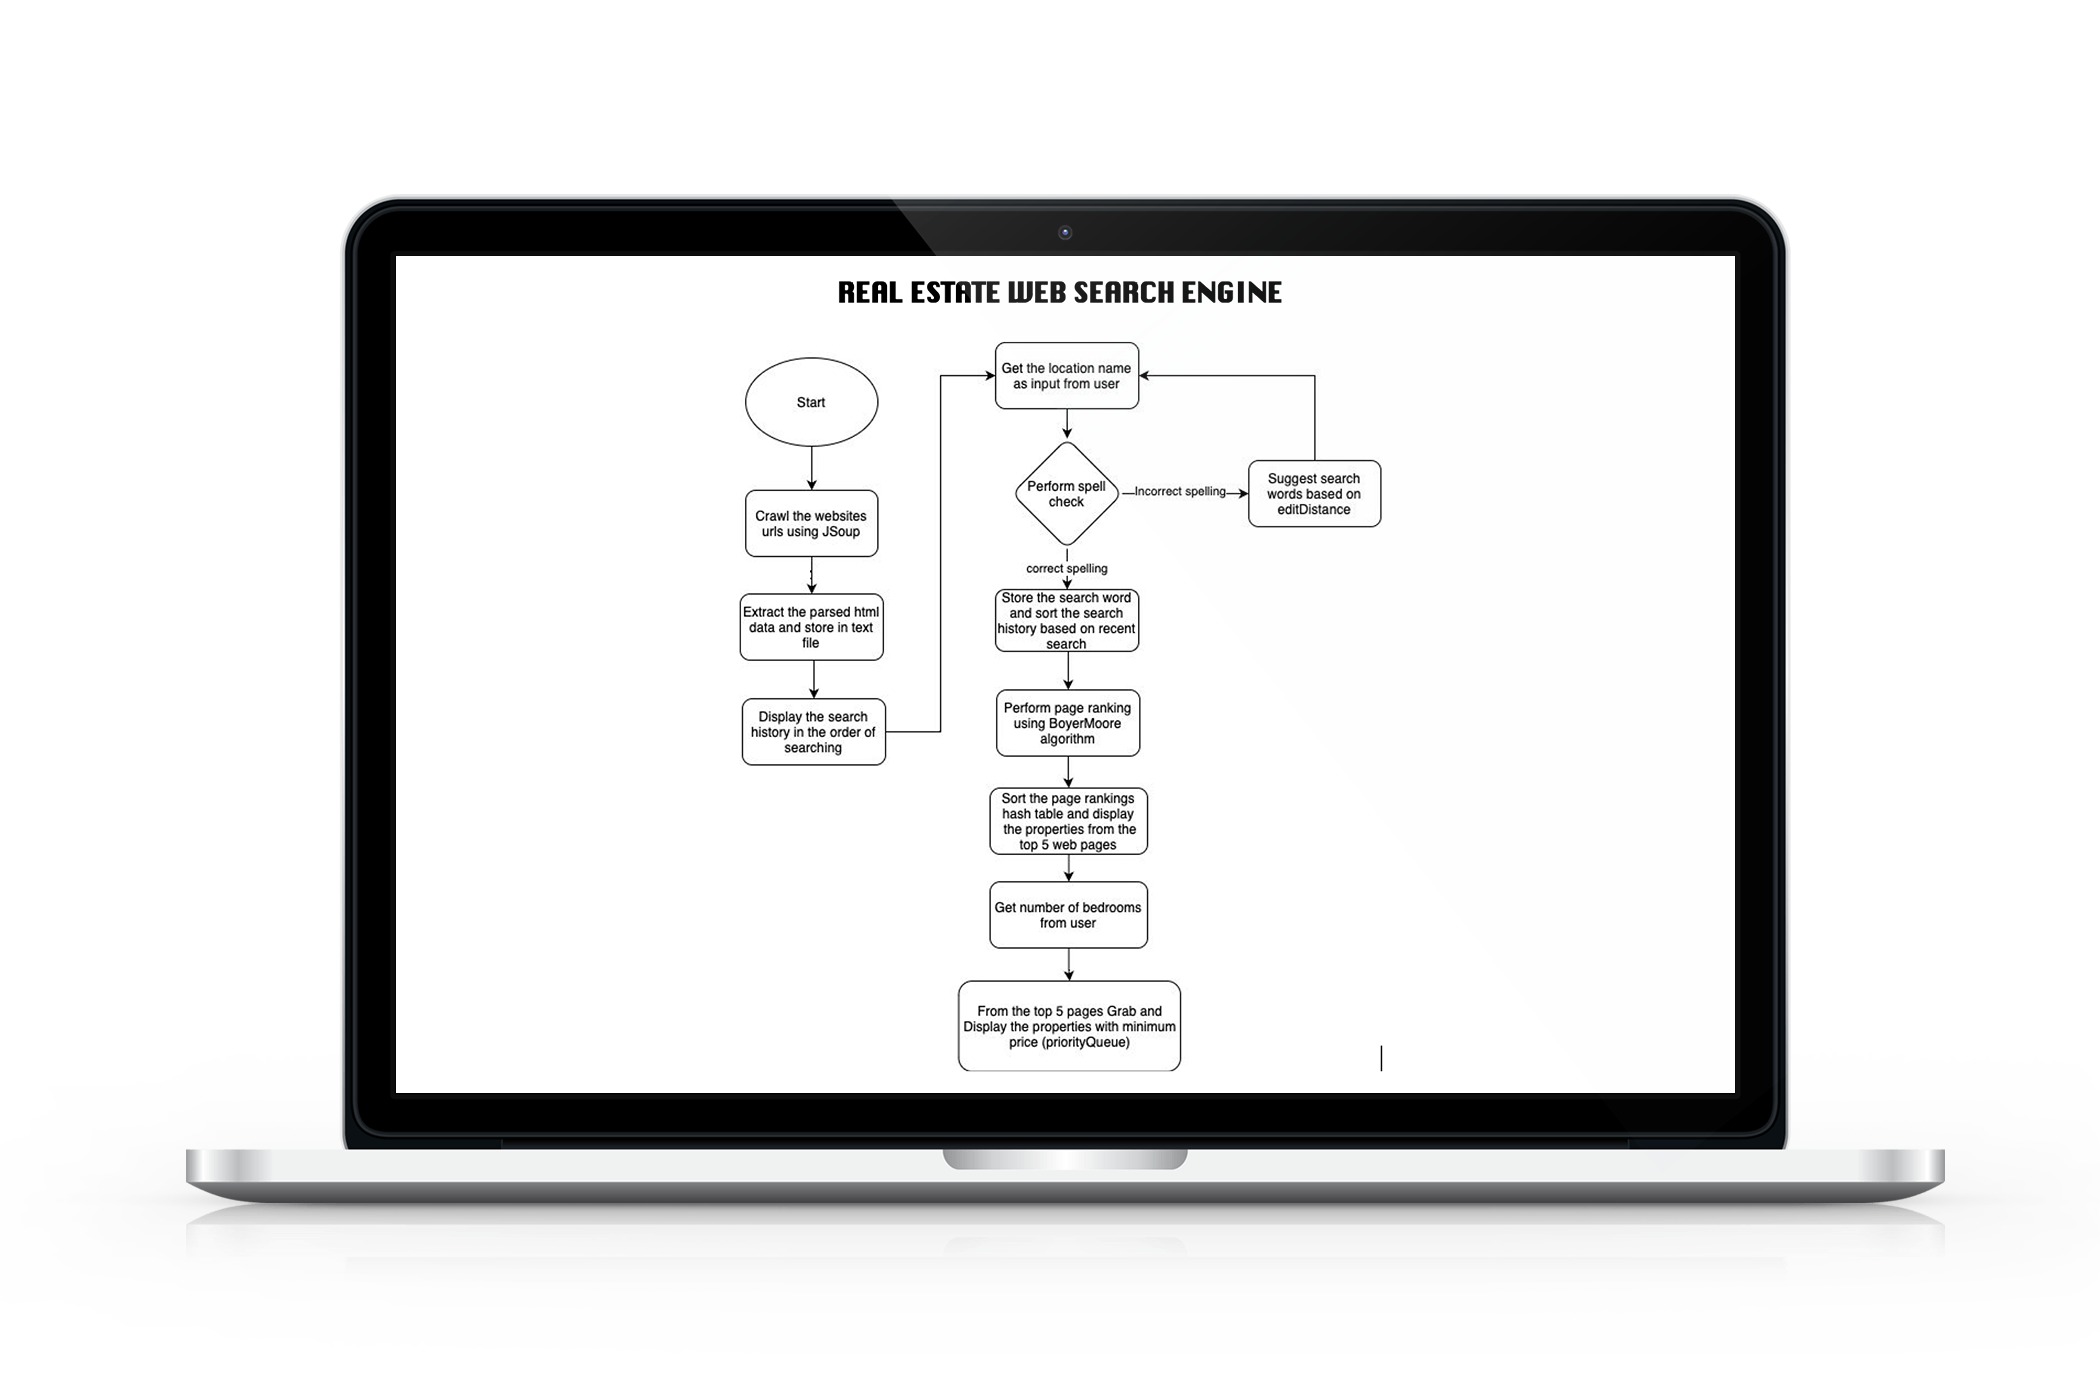 REAL ESTATE WEB SEARCH ENGINE
Start
Crawl the websites
urls using JSoup
Extract the parsed html
data and store in text
file
Display the search
history in the order of
searching
Get the location name
as input from user
Perform spell
check
Incorrect spelling
Suggest search
words based on
editDistance
correct spelling
Store the search word
and sort the search
history based on recent
search
Perform page ranking
using BoyerMoore
algorithm
Sort the page rankings
hash table and display
the properties from the
top 5 web pages
Get number of bedrooms
from user
From the top 5 pages Grab and
Display the properties with minimum
price (priorityQueue)